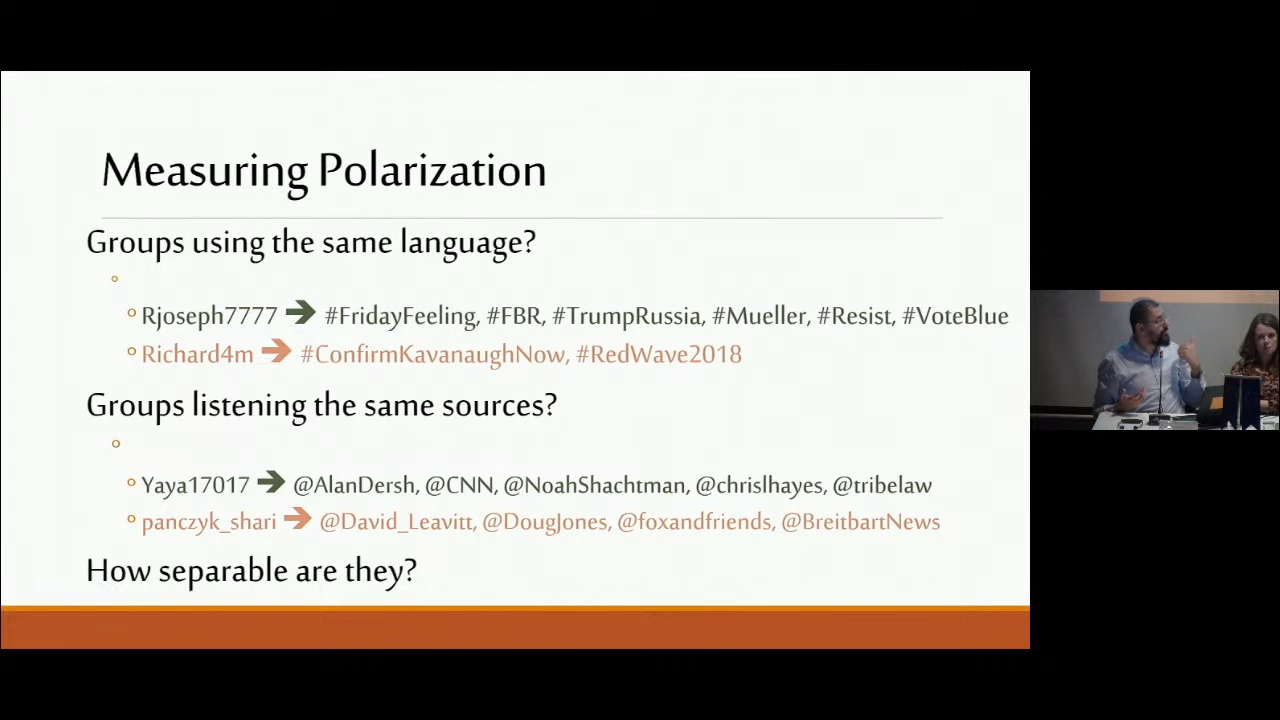 Measuring Polarization
Groups using the same language?
Rjoseph7777 ➔ #FridayFeeling, #FBR, #TrumpRussia, #Mueller, #Resist, #VoteBlue
Richard4m ➔ #ConfirmKavanaughNow, #RedWave2018
Groups listening the same sources?
Yaya17017 ➔ @AlanDersh, @CNN, @NoahShachtman, @chrislhayes, @tribelaw
panczyk_shari ➔ @David_Leavitt, @DougJones, @foxandfriends, @BreitbartNews
How separable are they?